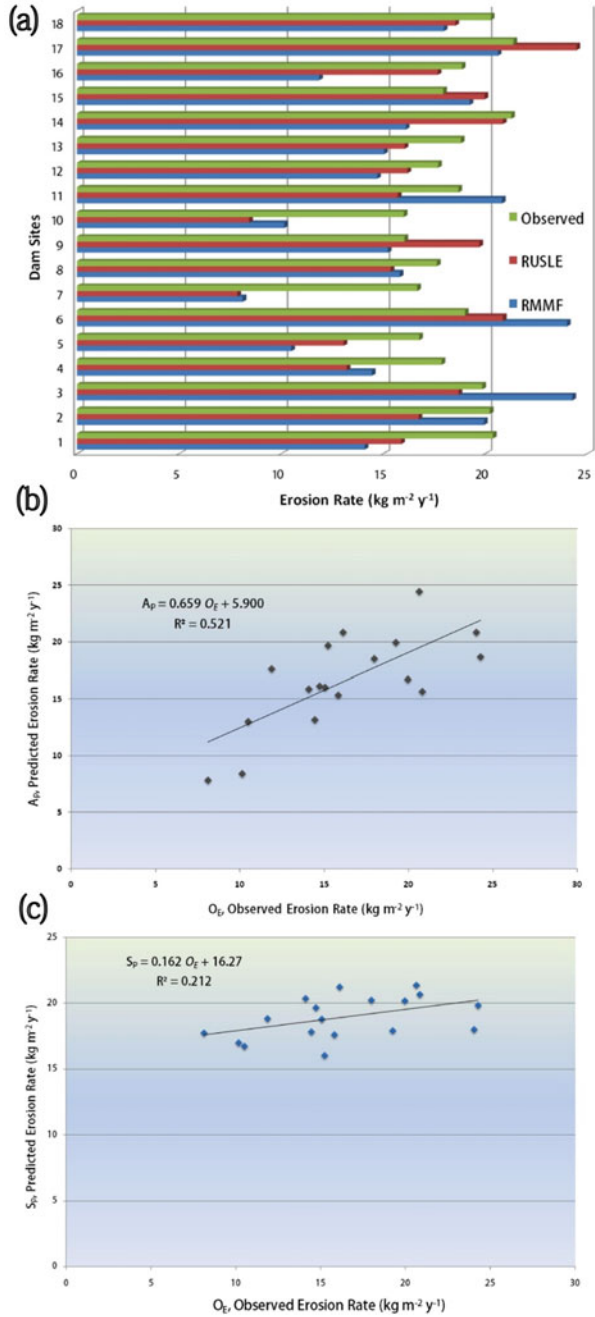 (a)
18
17
16
15
14
13
12
11
10
9
8
7
6
5
4
3
2
1
Dam Sites
Observed
RUSLE
RMMF
0 5 10 15 20 25
Erosion Rate (kg m⁻² y⁻¹)
(b)
30
25
20
15
10
5
0
Aₚ, Predicted Erosion Rate (kg m⁻² y⁻¹)
Aₚ = 0.659 O_E + 5.900
R² = 0.521
0 5 10 15 20 25 30
O_E, Observed Erosion Rate (kg m⁻² y⁻¹)
(c)
25
20
15
10
5
0
Sₚ, Predicted Erosion Rate (kg m⁻² y⁻¹)
Sₚ = 0.162 O_E + 16.27
R² = 0.212
0 5 10 15 20 25 30
O_E, Observed Erosion Rate (kg m⁻² y⁻¹)